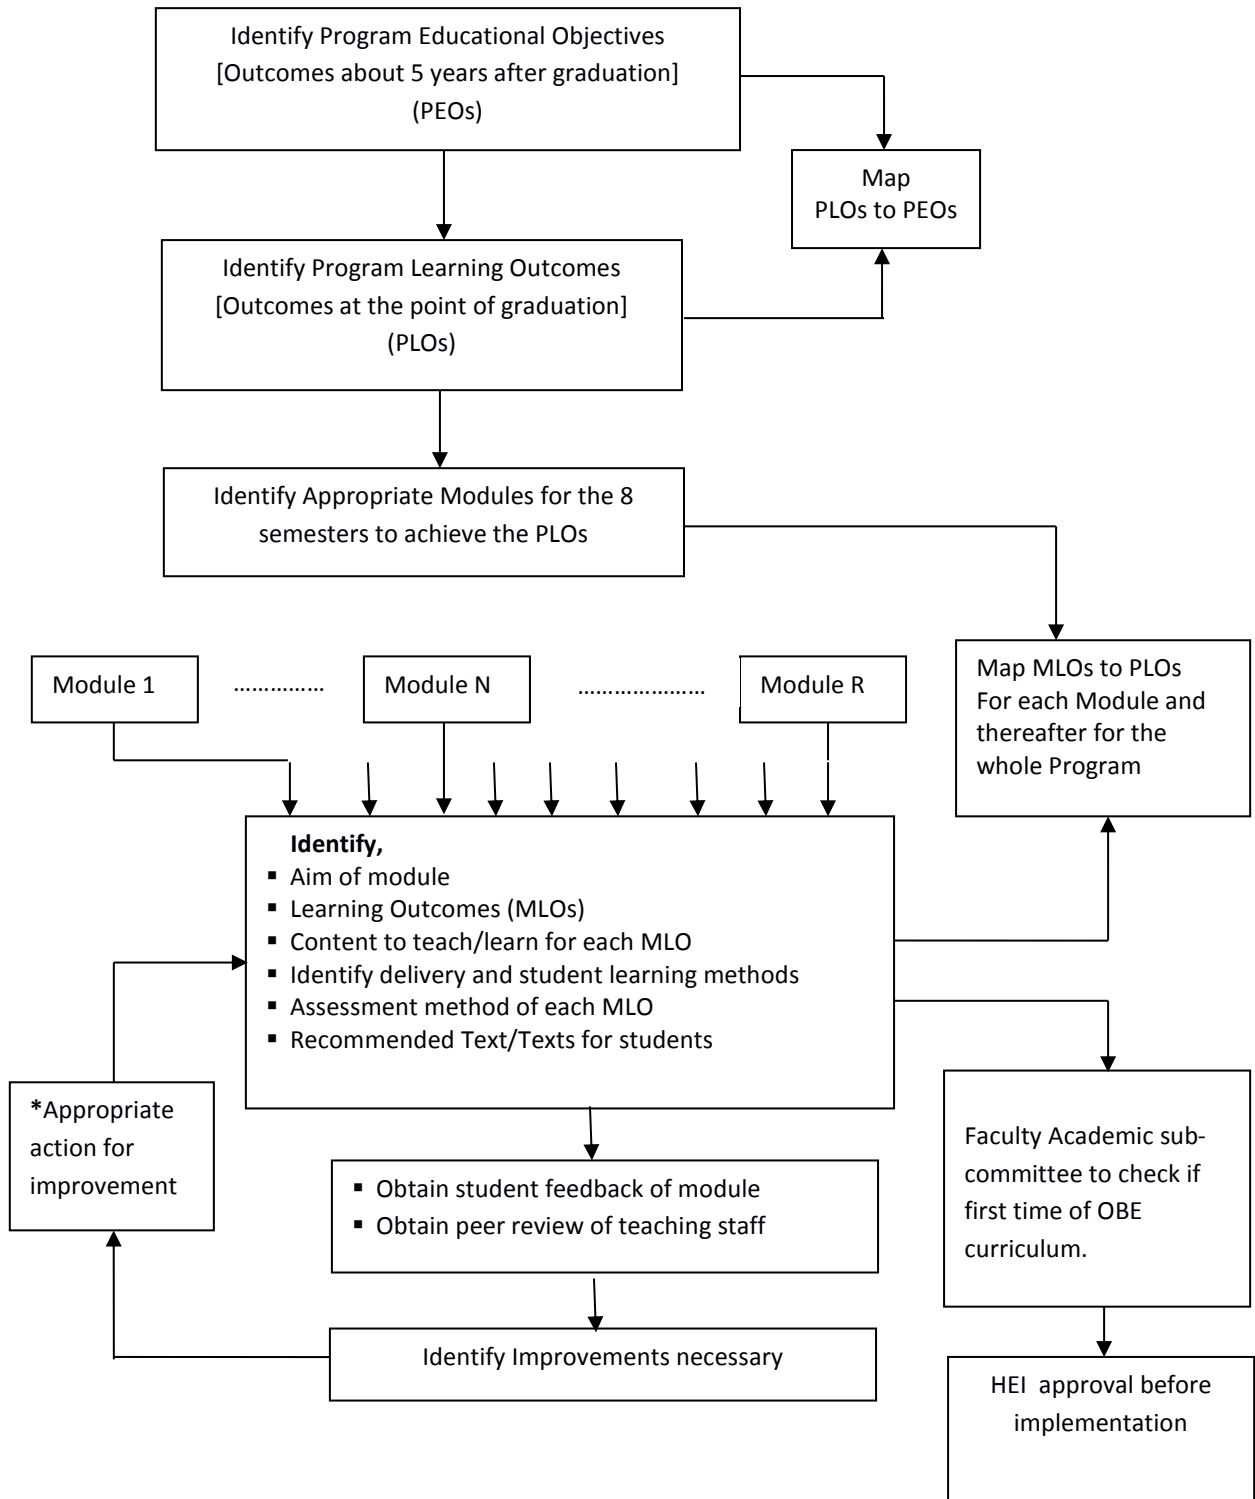 Identify Program Educational Objectives
[Outcomes about 5 years after graduation]
(PEOs)
Map
PLOs to PEOs
Identify Program Learning Outcomes
[Outcomes at the point of graduation]
(PLOs)
Identify Appropriate Modules for the 8
semesters to achieve the PLOs
Module 1
……………
Module N
…………………
Module R
Map MLOs to PLOs
For each Module and
thereafter for the
whole Program
Identify,
▪ Aim of module
▪ Learning Outcomes (MLOs)
▪ Content to teach/learn for each MLO
▪ Identify delivery and student learning methods
▪ Assessment method of each MLO
▪ Recommended Text/Texts for students
*Appropriate
action for
improvement
▪ Obtain student feedback of module
▪ Obtain peer review of teaching staff
Identify Improvements necessary
Faculty Academic sub-
committee to check if
first time of OBE
curriculum.
HEI approval before
implementation